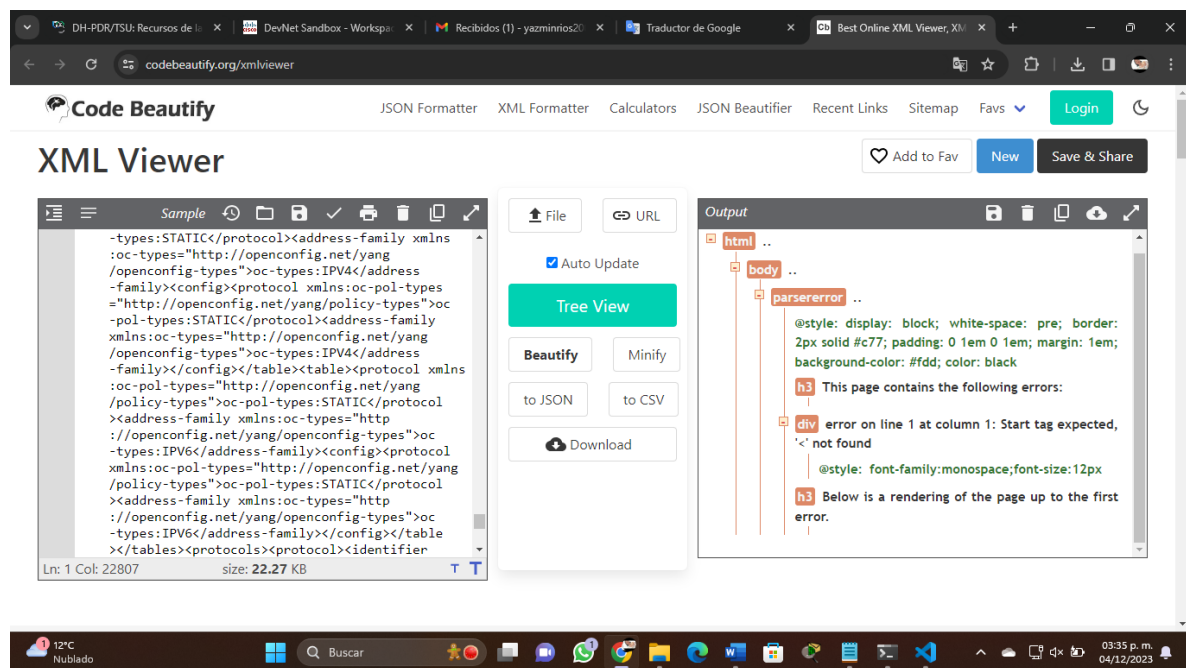 DH-PDR/TSU: Recursos de la
DevNet Sandbox - Workspac
Recibidos (1) - yazminrios20
Traductor de Google
Cb Best Online XML Viewer, XM
codebeautify.org/xmlviewer
Code Beautify
JSON Formatter XML Formatter Calculators JSON Beautifier Recent Links Sitemap Favs Login
XML Viewer
Add to Fav New Save & Share
Sample
-types:STATIC</protocol><address-family xmlns
:oc-types="http://openconfig.net/yang
/openconfig-types">oc-types:IPV4</address
-family><config><protocol xmlns:oc-pol-types
="http://openconfig.net/yang/policy-types">oc
-pol-types:STATIC</protocol><address-family
xmlns:oc-types="http://openconfig.net/yang
/openconfig-types">oc-types:IPV4</address
-family></config></table><table><protocol xmlns
:oc-pol-types="http://openconfig.net/yang
/policy-types">oc-pol-types:STATIC</protocol
><address-family xmlns:oc-types="http
://openconfig.net/yang/openconfig-types">oc
-types:IPV6</address-family><config><protocol
xmlns:oc-pol-types="http://openconfig.net/yang
/policy-types">oc-pol-types:STATIC</protocol
><address-family xmlns:oc-types="http
://openconfig.net/yang/openconfig-types">oc
-types:IPV6</address-family></config></table
></tables><protocols><protocol><identifier
Ln: 1 Col: 22807 size: 22.27 KB T T
File URL
Auto Update
Tree View
Beautify Minify
to JSON to CSV
Download
Output
html ..
body ..
parsererror ..
@style: display: block; white-space: pre; border:
2px solid #c77; padding: 0 1em 0 1em; margin: 1em;
background-color: #fdd; color: black
h3 This page contains the following errors:
div error on line 1 at column 1: Start tag expected,
'<' not found
@style: font-family:monospace;font-size:12px
h3 Below is a rendering of the page up to the first
error.
1
12°C
Nublado
Buscar
1
03:35 p. m.
04/12/2023